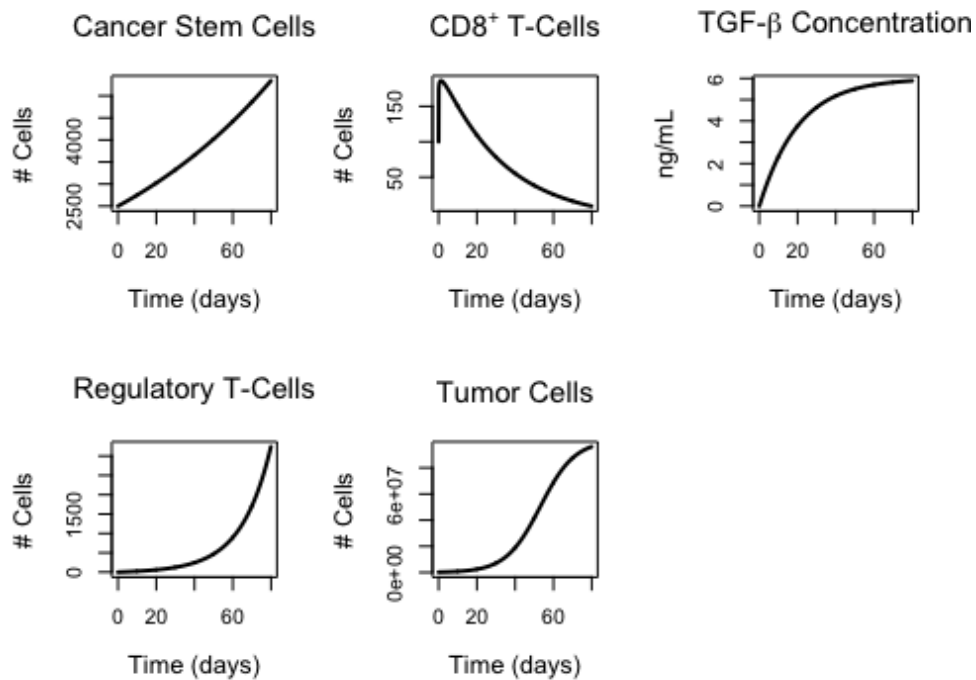 Cancer Stem Cells
# Cells
4000
2500
0 20 60
Time (days)
CD8⁺ T-Cells
# Cells
150
50
0 20 60
Time (days)
TGF-β Concentration
ng/mL
6
4
2
0
0 20 60
Time (days)
Regulatory T-Cells
# Cells
1500
0
0 20 60
Time (days)
Tumor Cells
# Cells
6e+07
0e+00
0 20 60
Time (days)